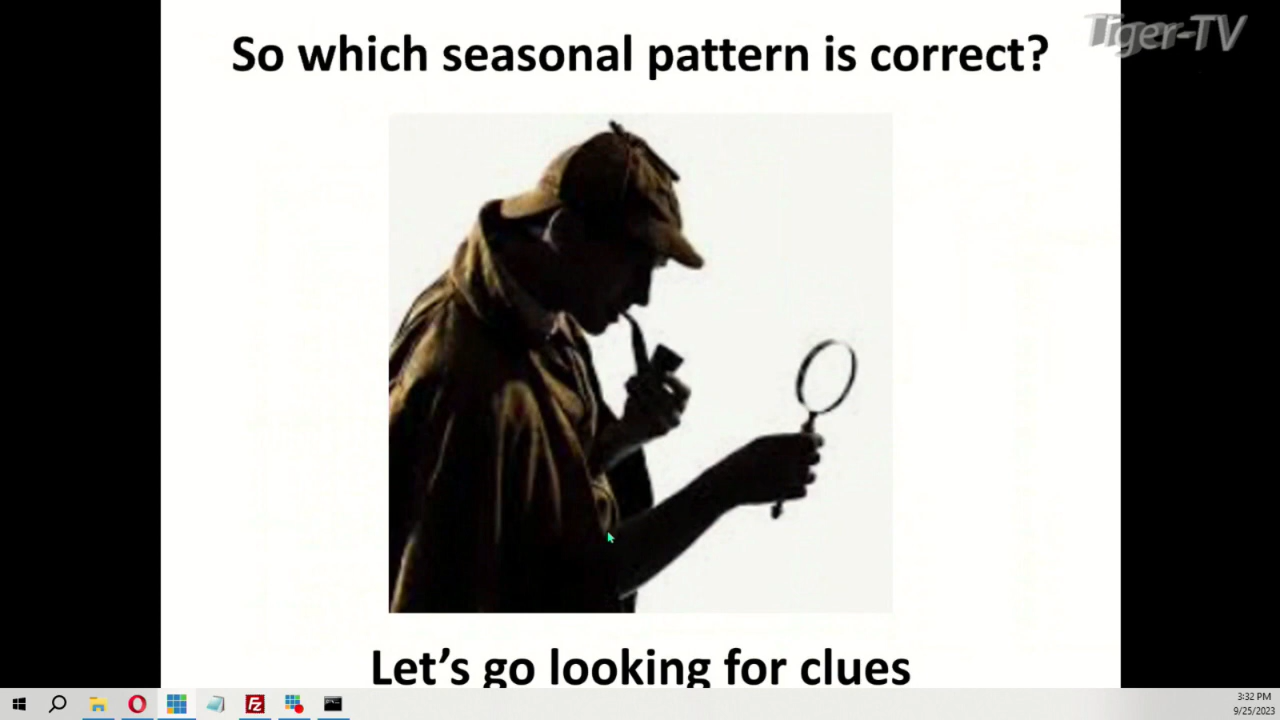 Tiger-TV
So which seasonal pattern is correct?
Let's go looking for clues
3:32 PM
9/25/2023